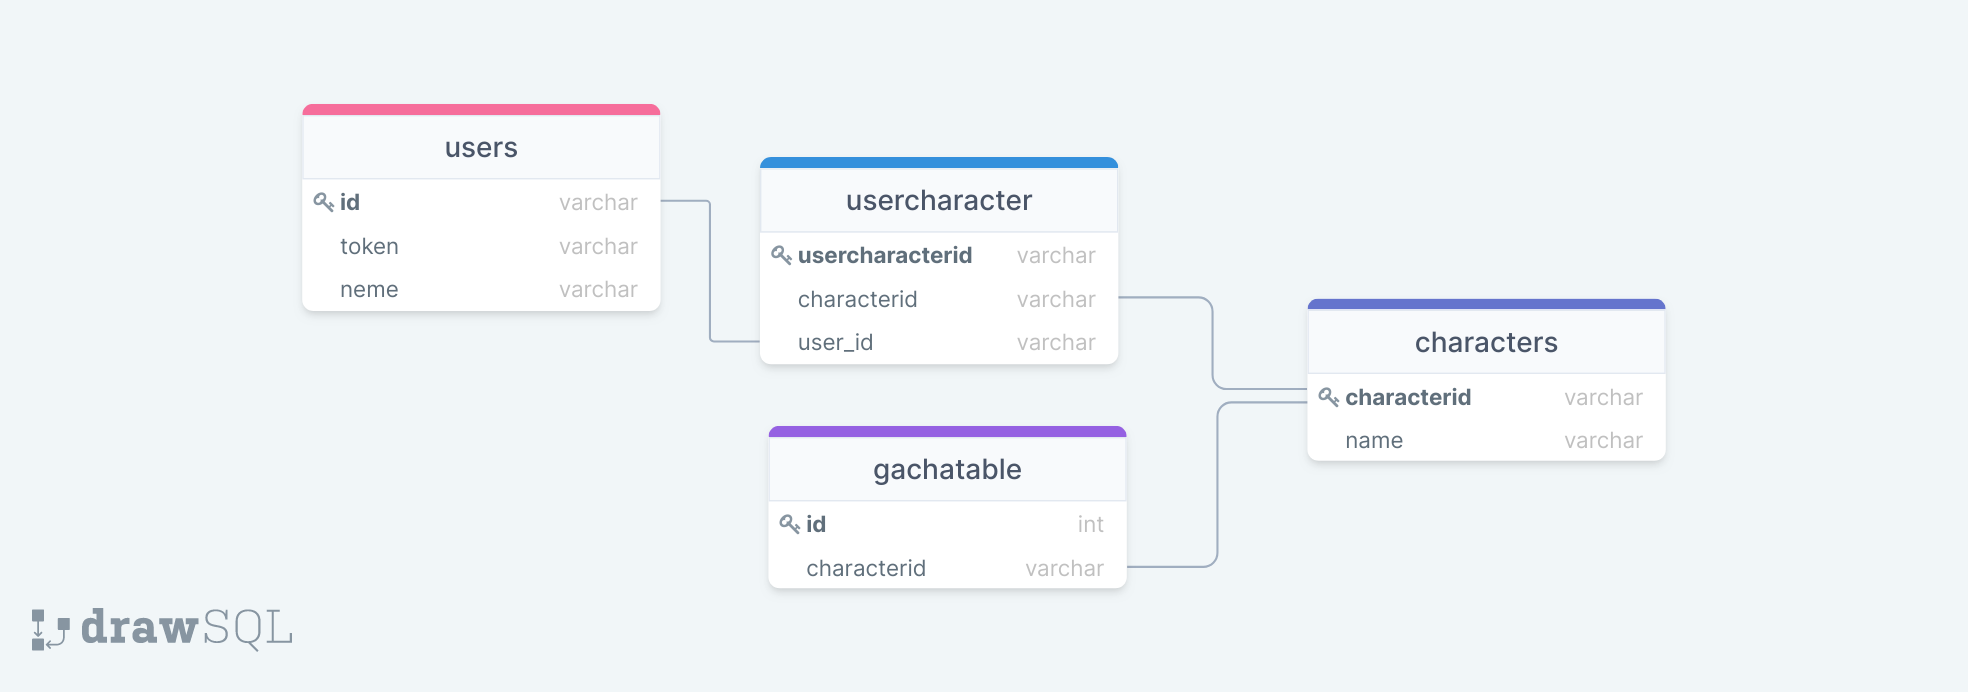 users
id varchar
token varchar
neme varchar
usercharacter
usercharacterid varchar
characterid varchar
user_id varchar
gachatable
id int
characterid varchar
characters
characterid varchar
name varchar
drawSQL